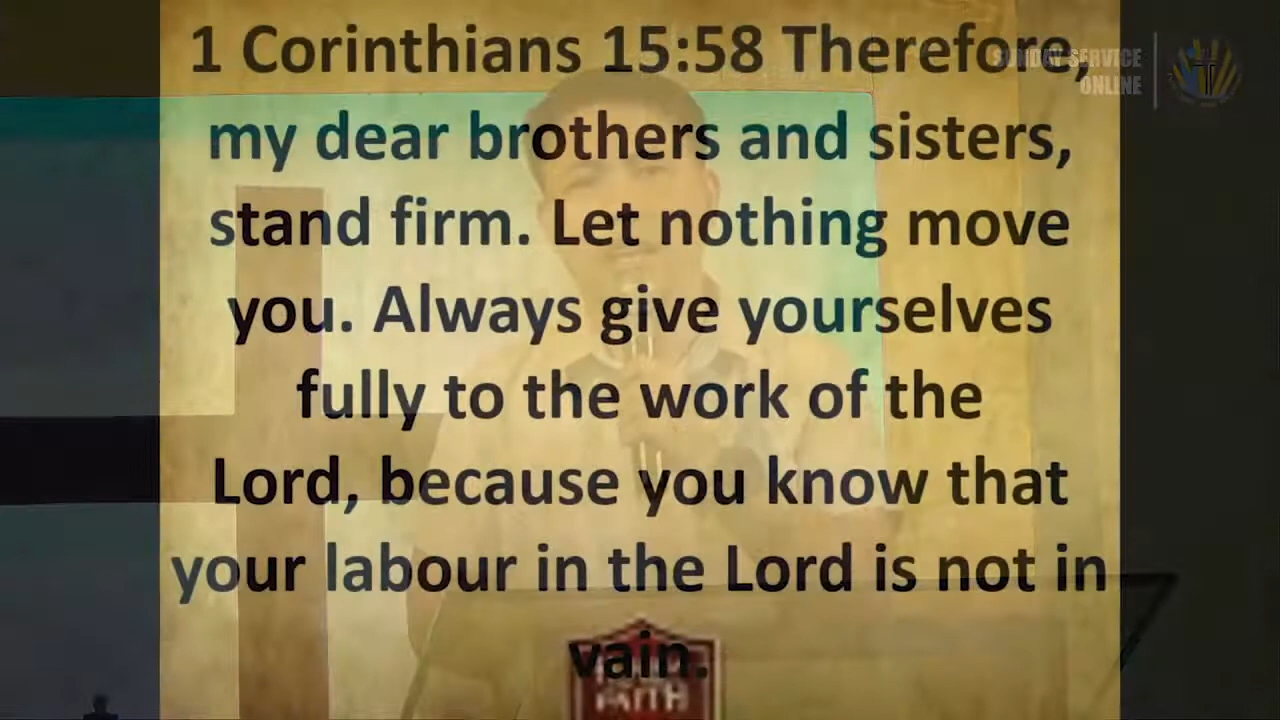 1 Corinthians 15:58 Therefore,
my dear brothers and sisters,
stand firm. Let nothing move
you. Always give yourselves
fully to the work of the
Lord, because you know that
your labour in the Lord is not in
vain.
SUNDAY SERVICE
ONLINE
FAITH